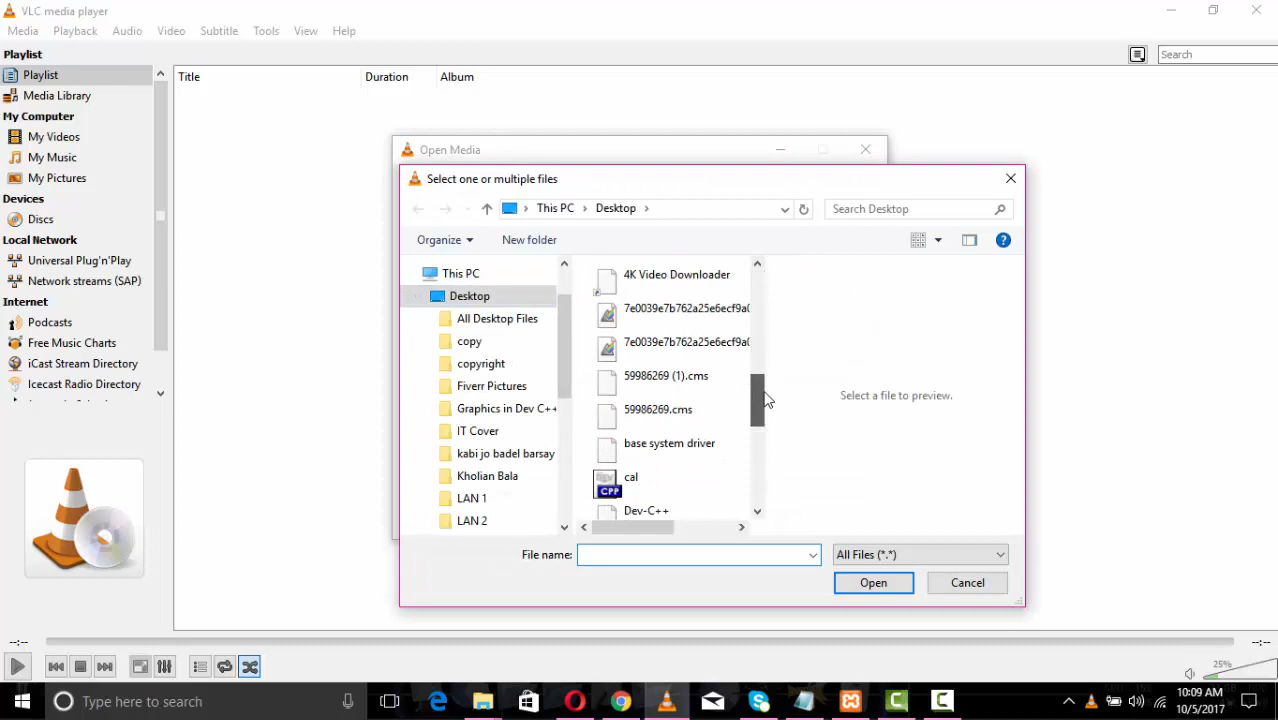 VLC media player
Media Playback Audio Video Subtitle Tools View Help
Playlist
Search
Playlist
Media Library
My Computer
My Videos
My Music
My Pictures
Devices
Discs
Local Network
Universal Plug'n'Play
Network streams (SAP)
Internet
Podcasts
Free Music Charts
iCast Stream Directory
Icecast Radio Directory
Title Duration Album
Open Media
Select one or multiple files
This PC Desktop
Search Desktop
Organize New folder
This PC
Desktop
All Desktop Files
copy
copyright
Fiverr Pictures
Graphics in Dev C++
IT Cover
kabi jo badel barsay
Kholian Bala
LAN 1
LAN 2
4K Video Downloader
7e0039e7b762a25e6ecf9a0
7e0039e7b762a25e6ecf9a0
59986269 (1).cms
59986269.cms
base system driver
cal
CPP
Dev-C++
Select a file to preview.
File name:
All Files (*.*)
Open Cancel
--:--
--:--
25%
Type here to search
10:09 AM
10/5/2017